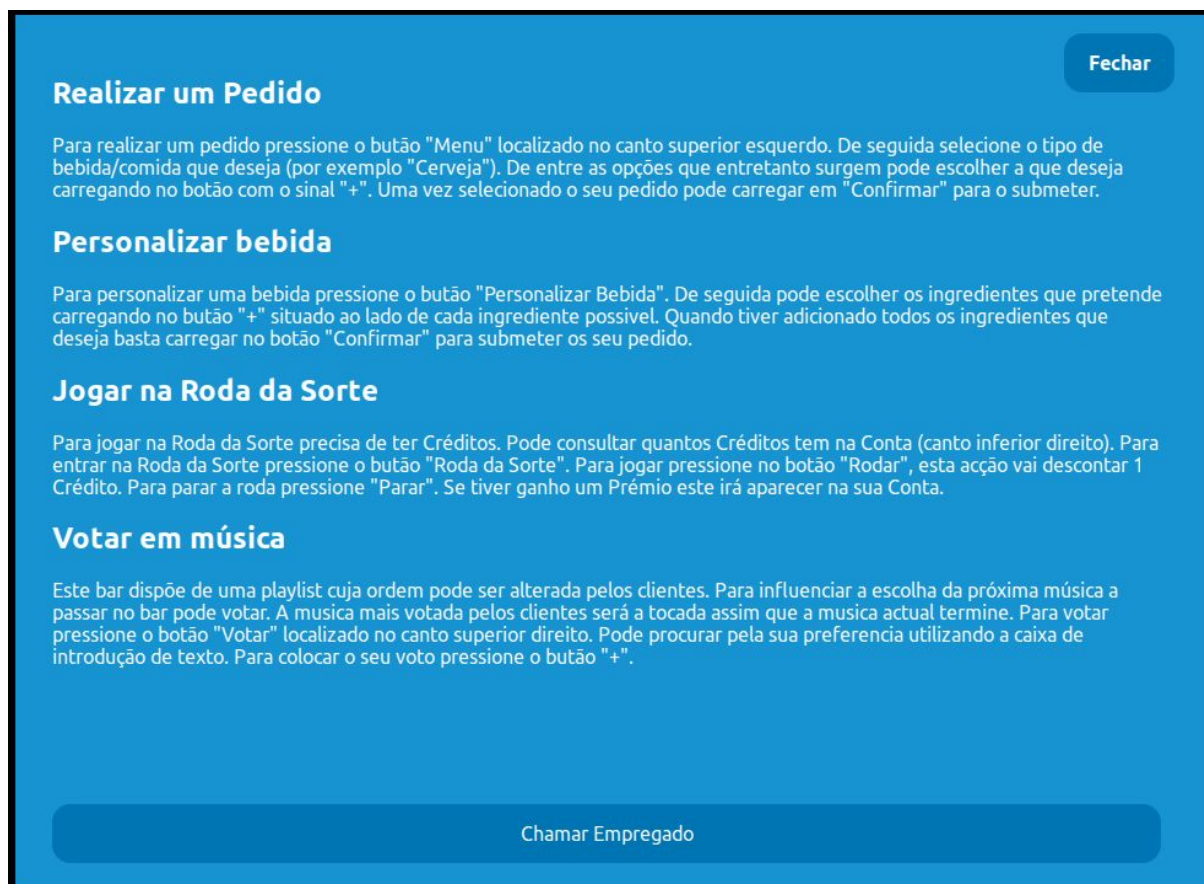 Fechar
Realizar um Pedido
Para realizar um pedido pressione o butão "Menu" localizado no canto superior esquerdo. De seguida selecione o tipo de
bebida/comida que deseja (por exemplo "Cerveja"). De entre as opções que entretanto surgem pode escolher a que deseja
carregando no botão com o sinal "+". Uma vez selecionado o seu pedido pode carregar em "Confirmar" para o submeter.
Personalizar bebida
Para personalizar uma bebida pressione o butão "Personalizar Bebida". De seguida pode escolher os ingredientes que pretende
carregando no butão "+" situado ao lado de cada ingrediente possivel. Quando tiver adicionado todos os ingredientes que
deseja basta carregar no botão "Confirmar" para submeter os seu pedido.
Jogar na Roda da Sorte
Para jogar na Roda da Sorte precisa de ter Créditos. Pode consultar quantos Créditos tem na Conta (canto inferior direito). Para
entrar na Roda da Sorte pressione o butão "Roda da Sorte". Para jogar pressione no botão "Rodar", esta acção vai descontar 1
Crédito. Para parar a roda pressione "Parar". Se tiver ganho um Prémio este irá aparecer na sua Conta.
Votar em música
Este bar dispõe de uma playlist cuja ordem pode ser alterada pelos clientes. Para influenciar a escolha da próxima música a
passar no bar pode votar. A musica mais votada pelos clientes será a tocada assim que a musica actual termine. Para votar
pressione o botão "Votar" localizado no canto superior direito. Pode procurar pela sua preferencia utilizando a caixa de
introdução de texto. Para colocar o seu voto pressione o butão "+".
Chamar Empregado